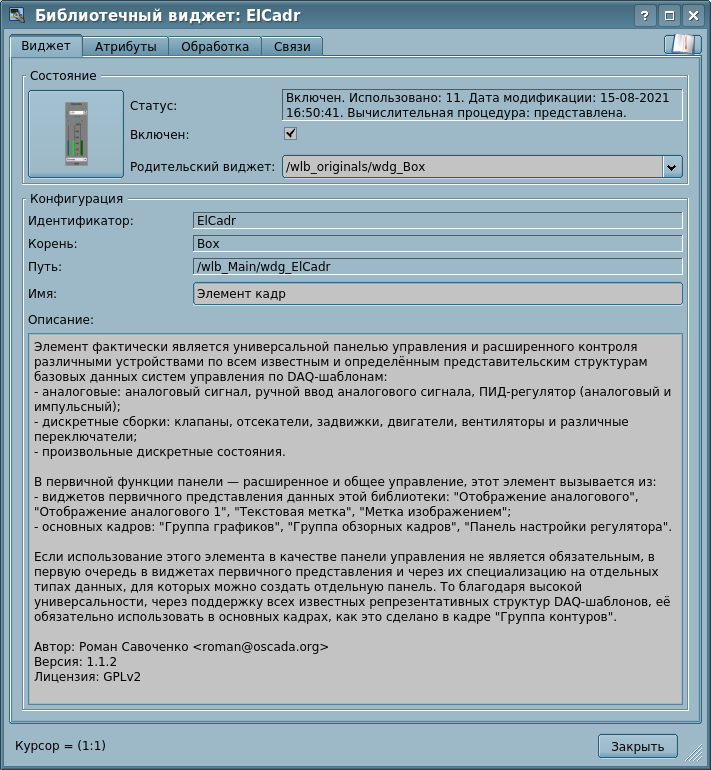 Библиотечный виджет: ElCadr
Виджет
Атрибуты
Обработка
Связи
Состояние
Статус:
Включен. Использовано: 11. Дата модификации: 15-08-2021
16:50:41. Вычислительная процедура: представлена.
Включен:
Родительский виджет:
/wlb_originals/wdg_Box
Конфигурация
Идентификатор:
ElCadr
Корень:
Box
Путь:
/wlb_Main/wdg_ElCadr
Имя:
Элемент кадр
Описание:
Элемент фактически является универсальной панелью управления и расширенного контроля
различными устройствами по всем известным и определённым представительским структурам
базовых данных систем управления по DAQ-шаблонам:
- аналоговые: аналоговый сигнал, ручной ввод аналогового сигнала, ПИД-регулятор (аналоговый и
импульсный);
- дискретные сборки: клапаны, отсекатели, задвижки, двигатели, вентиляторы и различные
переключатели;
- произвольные дискретные состояния.
В первичной функции панели — расширенное и общее управление, этот элемент вызывается из:
- виджетов первичного представления данных этой библиотеки: "Отображение аналогового",
"Отображение аналогового 1", "Текстовая метка", "Метка изображением";
- основных кадров: "Группа графиков", "Группа обзорных кадров", "Панель настройки регулятора".
Если использование этого элемента в качестве панели управления не является обязательным, в
первую очередь в виджетах первичного представления и через их специализацию на отдельных
типах данных, для которых можно создать отдельную панель. То благодаря высокой
универсальности, через поддержку всех известных репрезентативных структур DAQ-шаблонов, её
обязательно использовать в основных кадрах, как это сделано в кадре "Группа контуров".
Автор: Роман Савоченко <roman@oscada.org>
Версия: 1.1.2
Лицензия: GPLv2
Курсор = (1:1)
Закрыть